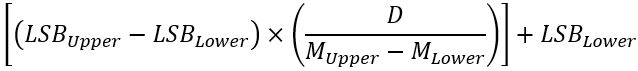 [(LSB_Upper − LSB_Lower) × (D / (M_Upper − M_Lower))] + LSB_Lower